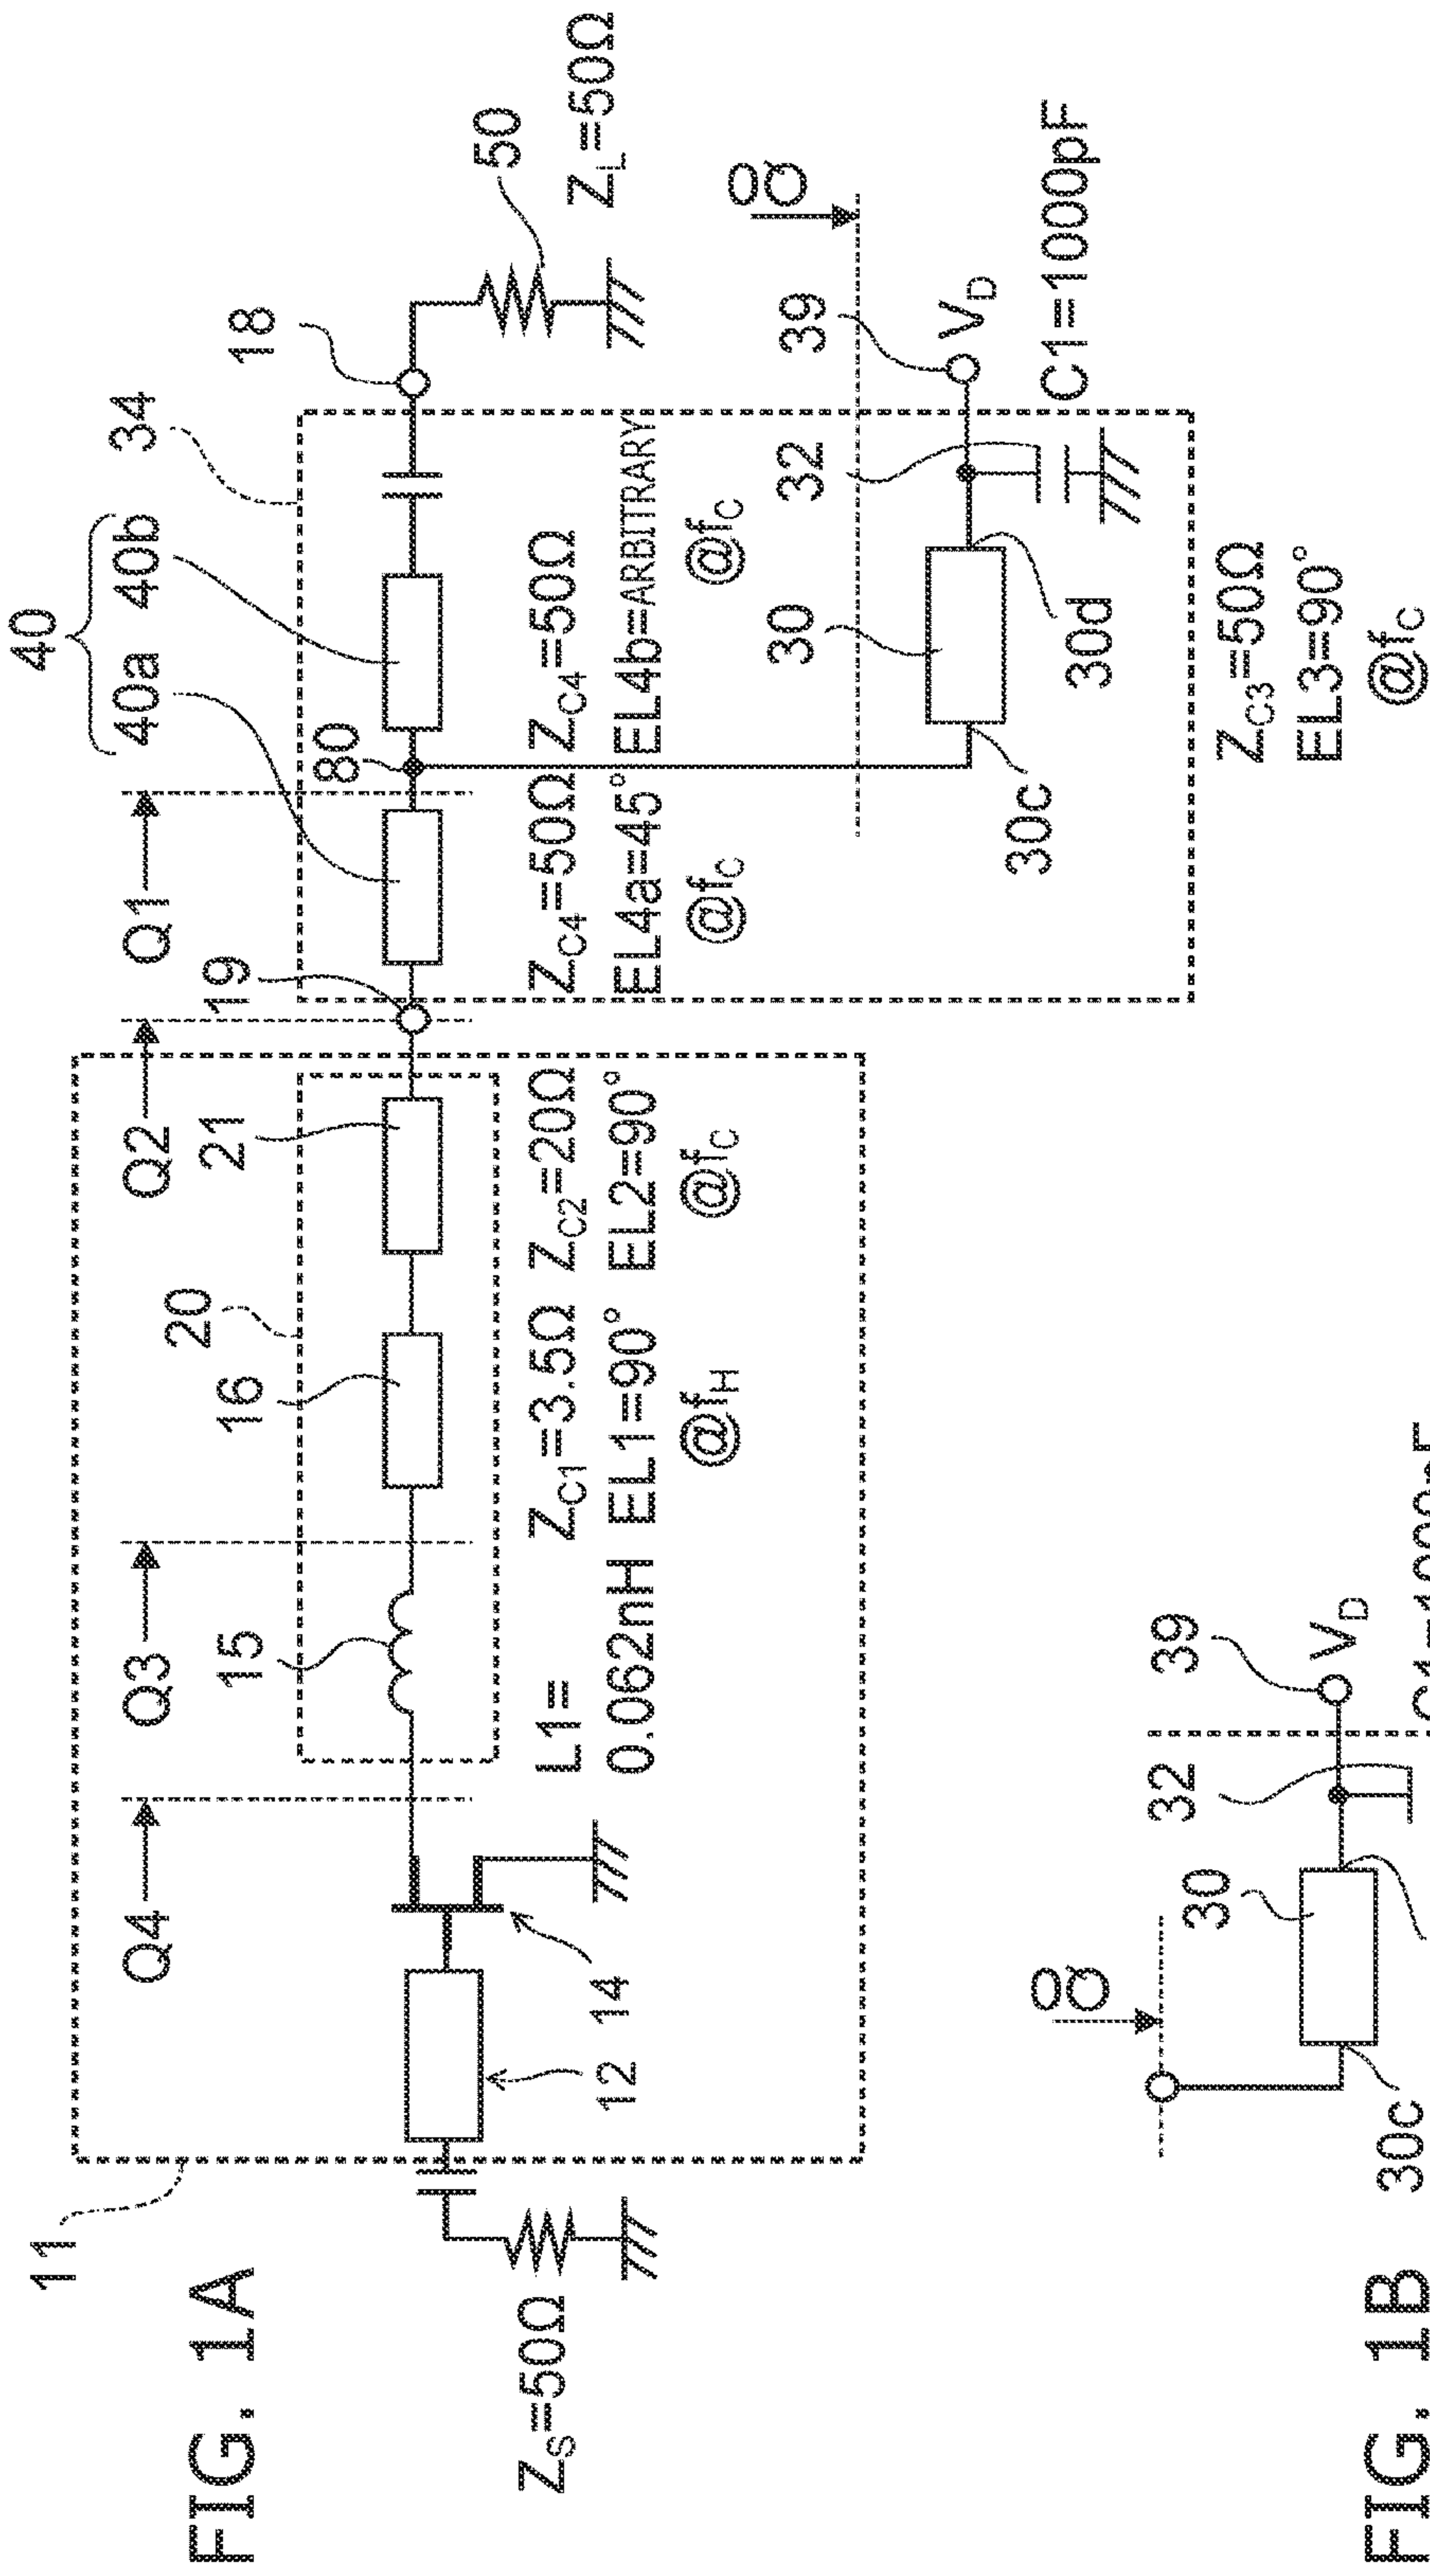 FIG. 1A
11
Q4
Q3
Q2
Q1
40
40a
40b
34
20
15
16
21
19
80
18
50
12
14
Z_S=50Ω
L1=
0.062nH
Z_C1=3.5Ω
EL1=90°
@f_H
Z_C2=20Ω
EL2=90°
@f_C
Z_C4=50Ω
EL4a=45°
@f_C
Z_C4=50Ω
EL4b=ARBITRARY
@f_C
Z_L=50Ω
30
32
39
V_D
C1=1000pF
30c
30d
Z_C3=50Ω
EL3=90°
@f_C
FIG. 1B
30
32
39
V_D
30c